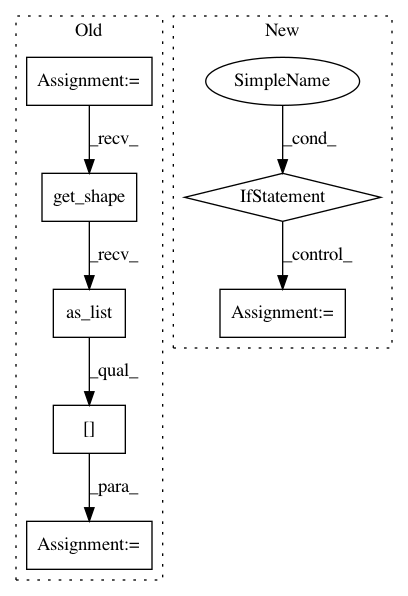 Old
Assignment:=
_recv_
get_shape
_recv_
as_list
_qual_
[]
_para_
Assignment:=
New
SimpleName
_cond_
IfStatement
_control_
Assignment:=